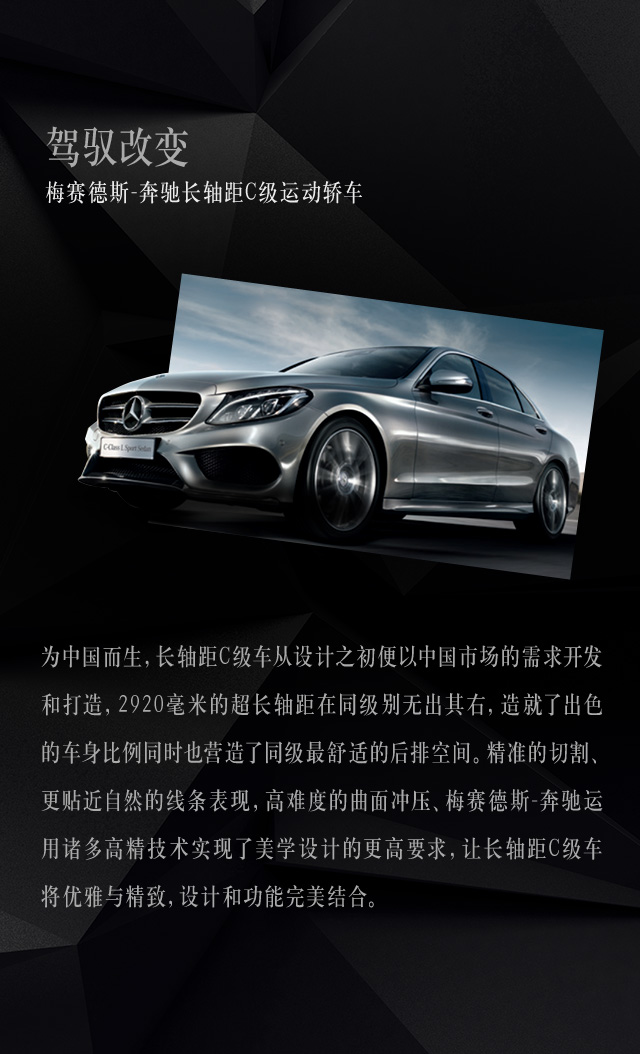 驾驭改变
梅赛德斯-奔驰长轴距C级运动轿车
C-Class L Sport Sedan
为中国而生,长轴距C级车从设计之初便以中国市场的需求开发
和打造,2920毫米的超长轴距在同级别无出其右,造就了出色
的车身比例同时也营造了同级最舒适的后排空间。精准的切割、
更贴近自然的线条表现,高难度的曲面冲压、梅赛德斯-奔驰运
用诸多高精技术实现了美学设计的更高要求,让长轴距C级车
将优雅与精致,设计和功能完美结合。